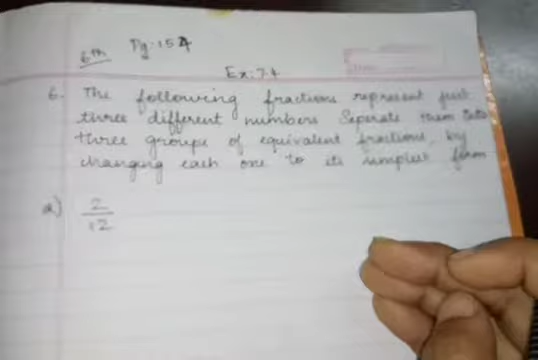 6th Pg: 154
Ex: 7.4
6. The following fractions represent just
three different numbers Seperate them into
three groups of equivalent fractions, by
changing each one to its simplest form
a) 2/12